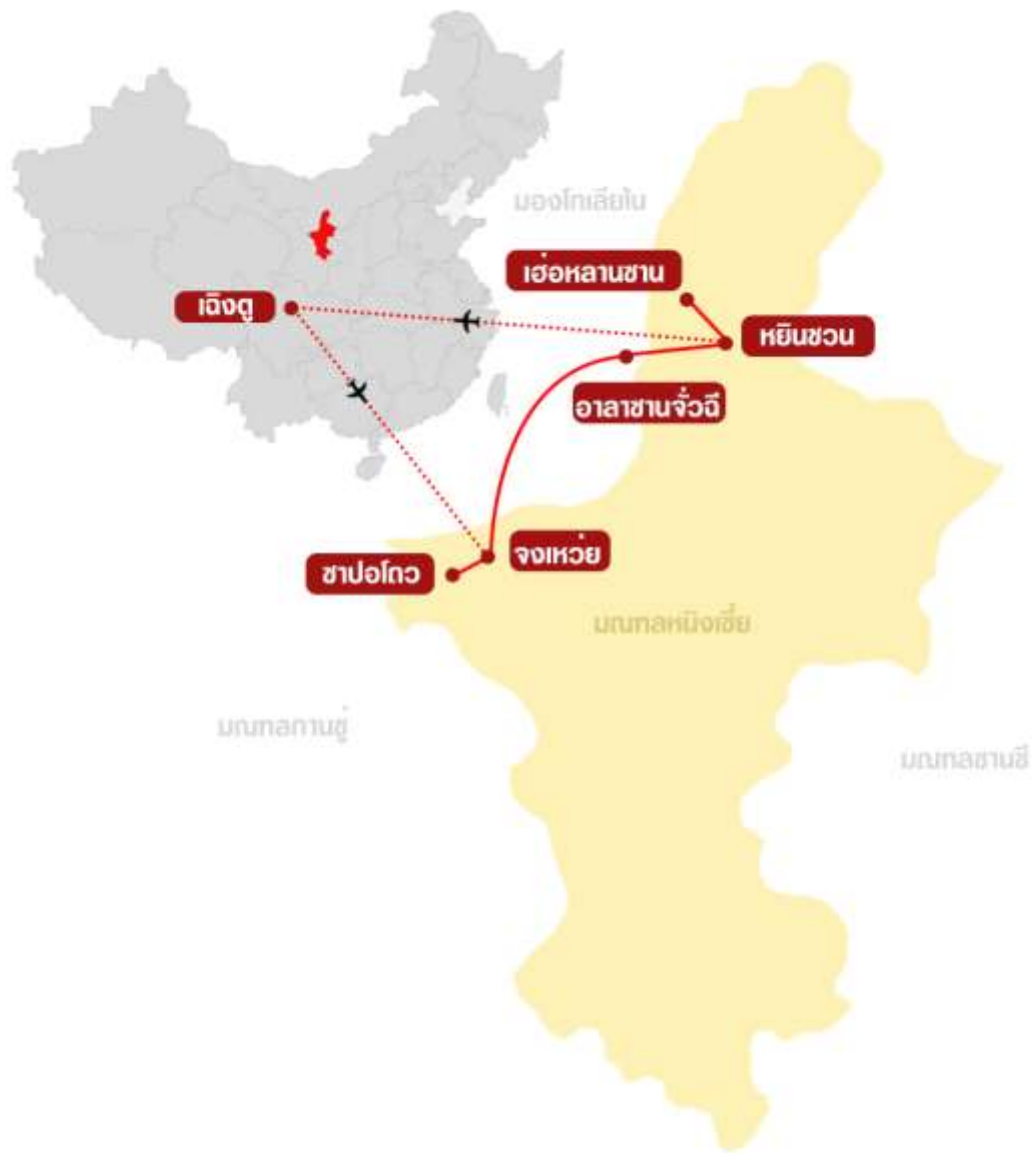 มองโกเลียใน
เฮ่อหลานซาน
เฉิงตู
หยินชวน
อาลาซานจั่วฉี
จงเหว่ย
ซาปอโถว
มณฑลหนิงเซี่ย
มณฑลกานซู่
มณฑลซานซี